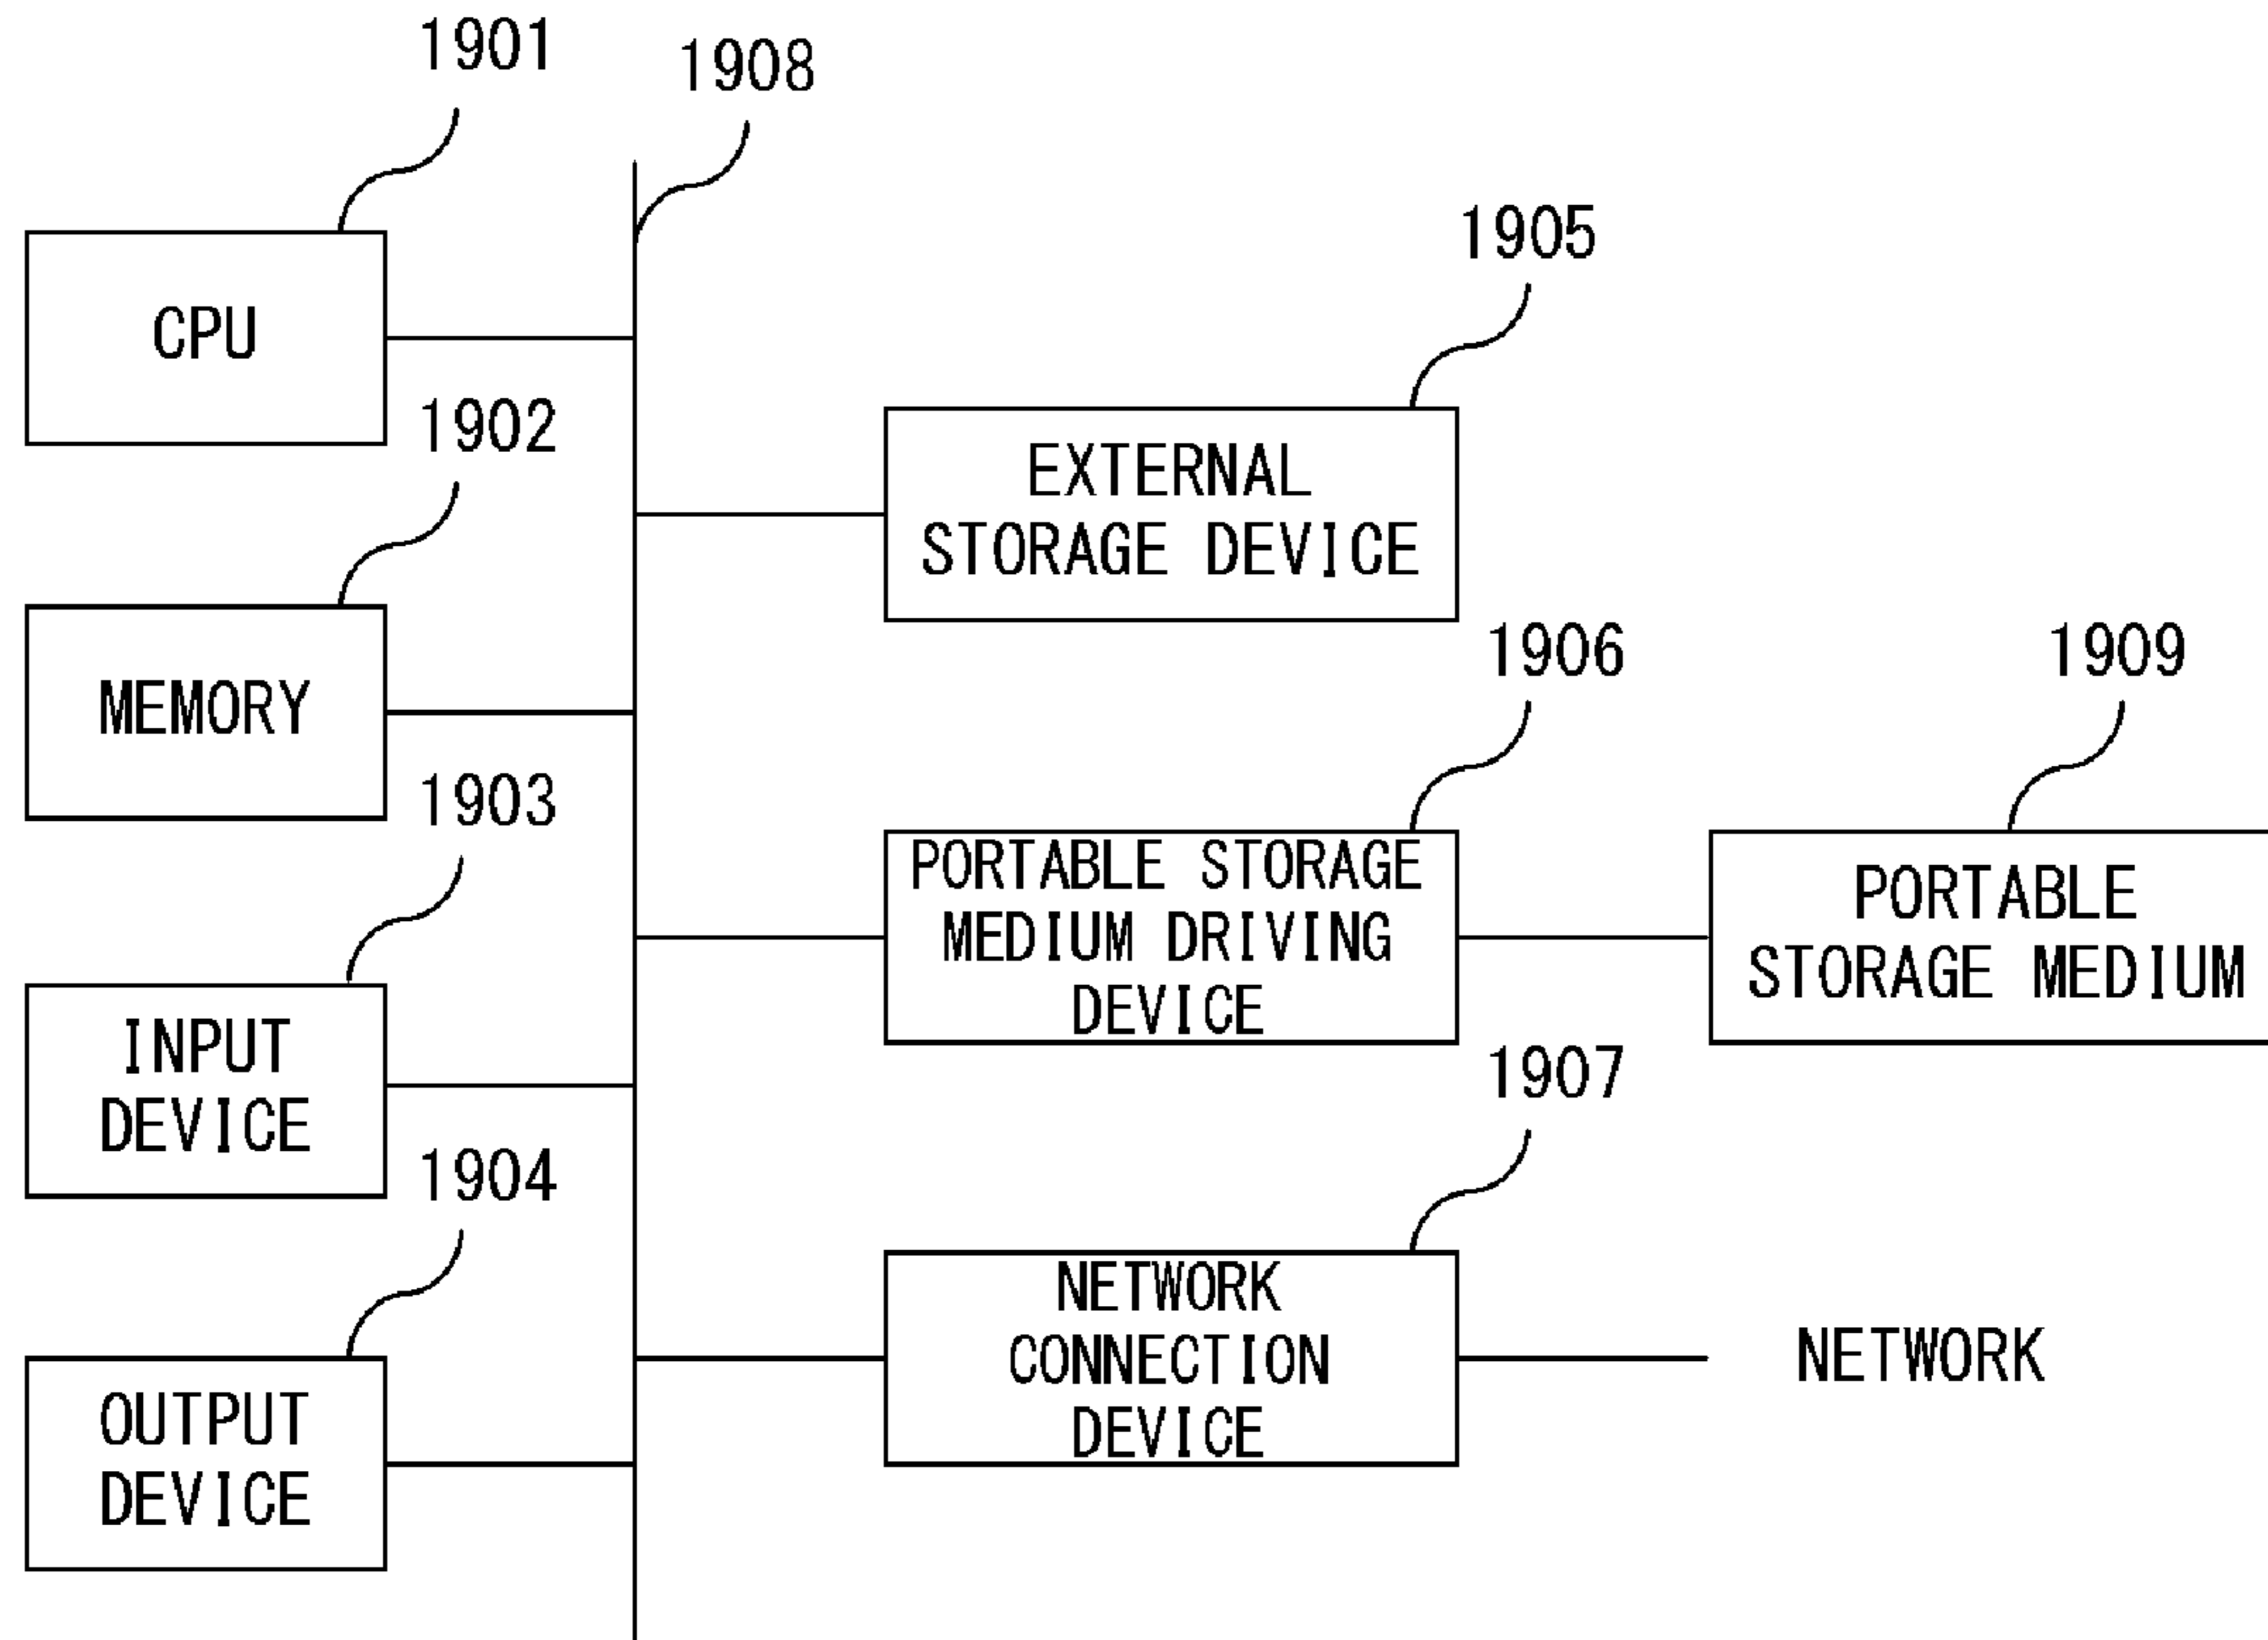 1901
1908
CPU
1905
EXTERNAL
STORAGE DEVICE
1902
MEMORY
1906
PORTABLE STORAGE
MEDIUM DRIVING
DEVICE
1909
PORTABLE
STORAGE MEDIUM
1903
INPUT
DEVICE
1907
NETWORK
CONNECTION
DEVICE
NETWORK
1904
OUTPUT
DEVICE